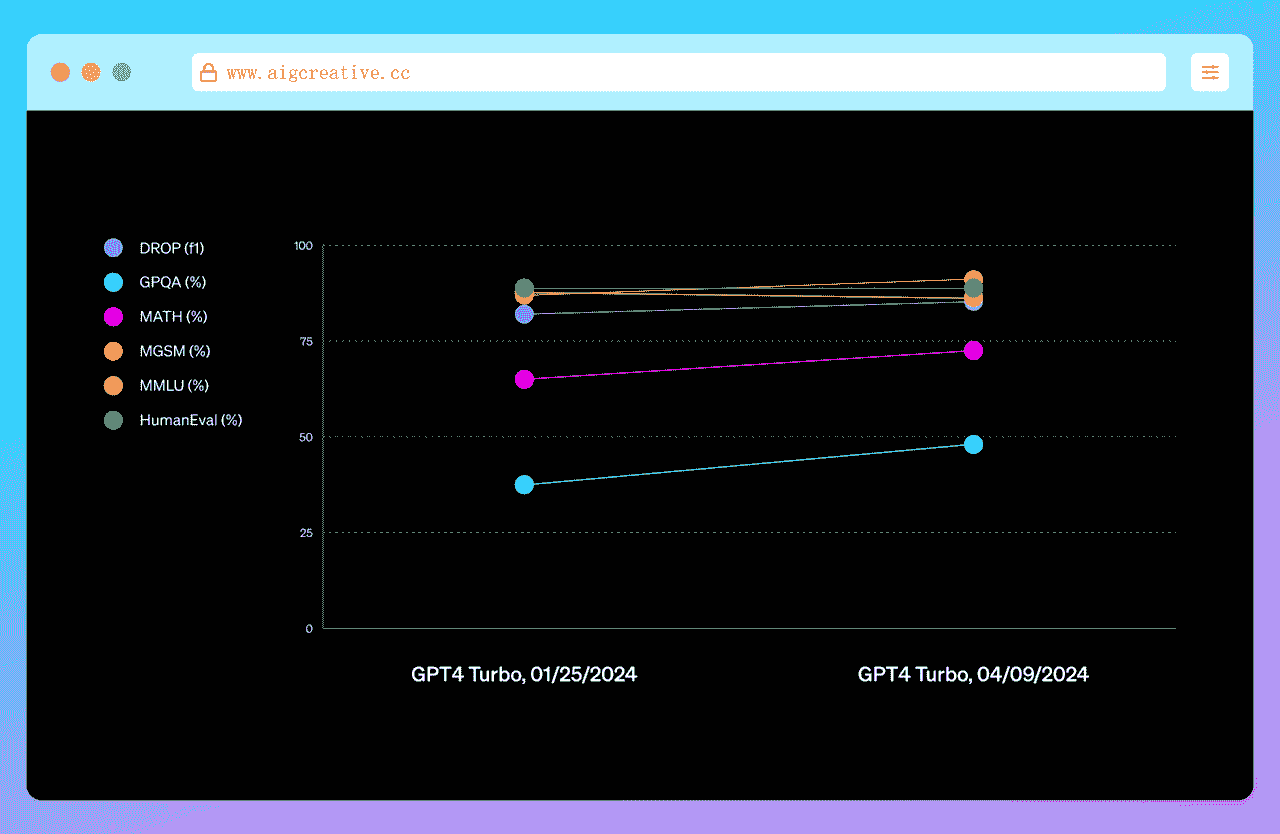 www.aigcreative.cc
DROP (f1)
GPQA (%)
MATH (%)
MGSM (%)
MMLU (%)
HumanEval (%)
100
75
50
25
0
GPT4 Turbo, 01/25/2024
GPT4 Turbo, 04/09/2024